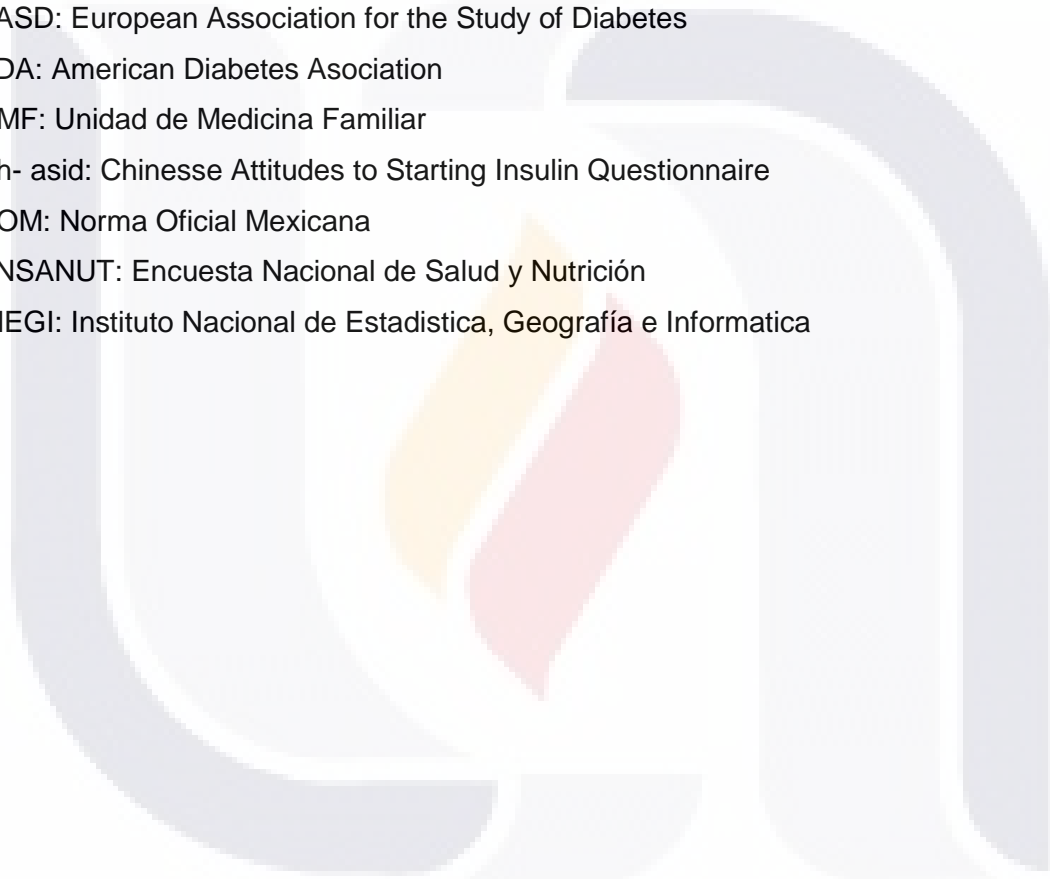 ASD: European Association for the Study of Diabetes
DA: American Diabetes Asociation
MF: Unidad de Medicina Familiar
h- asid: Chinesse Attitudes to Starting Insulin Questionnaire
OM: Norma Oficial Mexicana
NSANUT: Encuesta Nacional de Salud y Nutrición
IEGI: Instituto Nacional de Estadistica, Geografía e Informatica